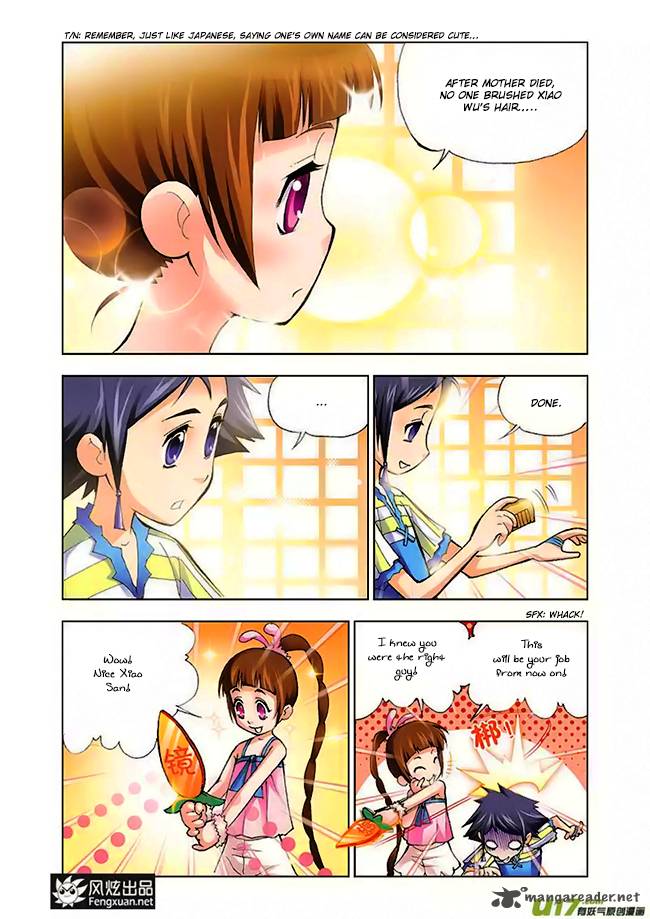 T/N: REMEMBER, JUST LIKE JAPANESE, SAYING ONE'S OWN NAME CAN BE CONSIDERED CUTE...
AFTER MOTHER DIED,
NO ONE BRUSHED XIAO
WU'S HAIR.....
...
DONE.
SFX: WHACK!
Wow!
Nice Xiao
San!
镜
I knew you
were the right
guy!
This
will be your job
from now on!
梆!
镜
风炫出品
Fengxuan.net
mangareader.net
U17.COM
有妖气原创漫画